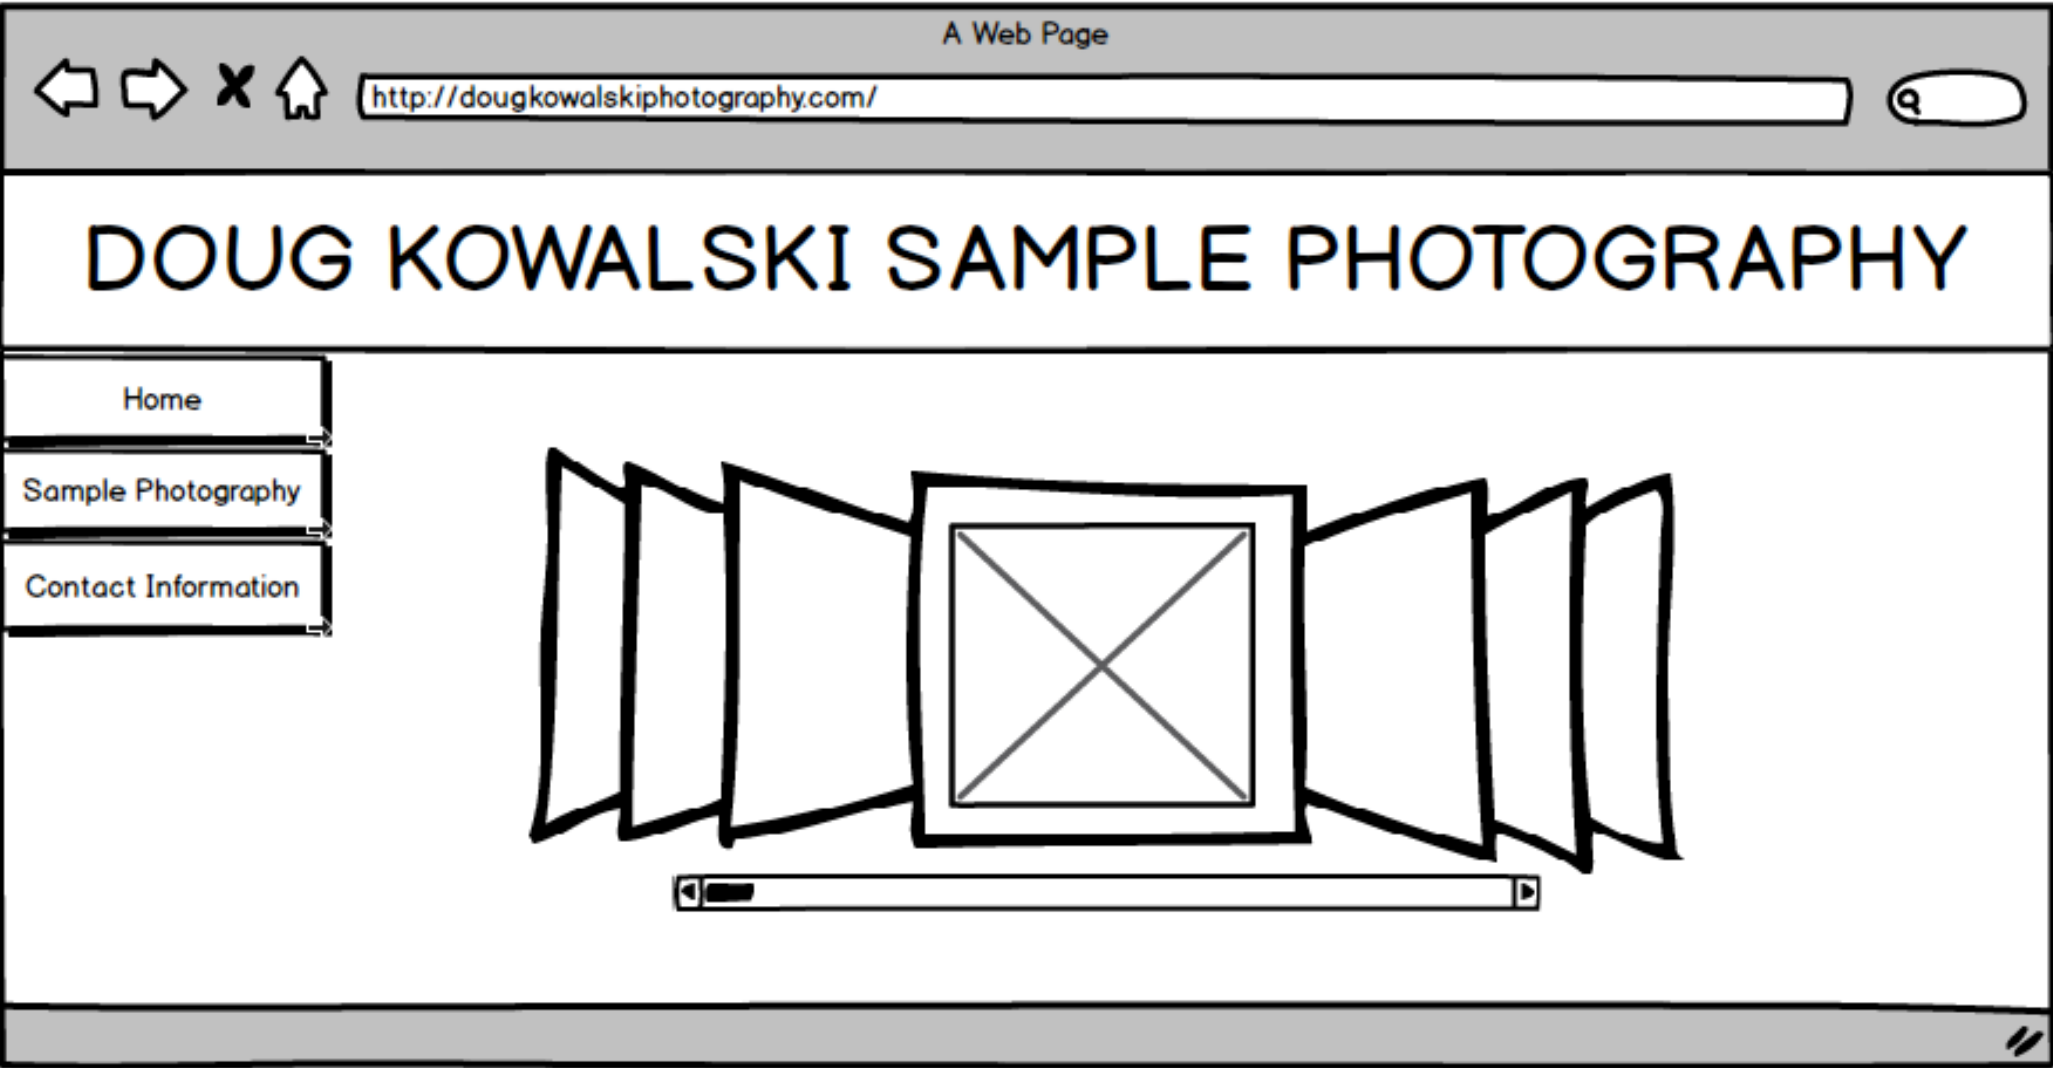 A Web Page
http://dougkowalskiphotography.com/
DOUG KOWALSKI SAMPLE PHOTOGRAPHY
Home
Sample Photography
Contact Information